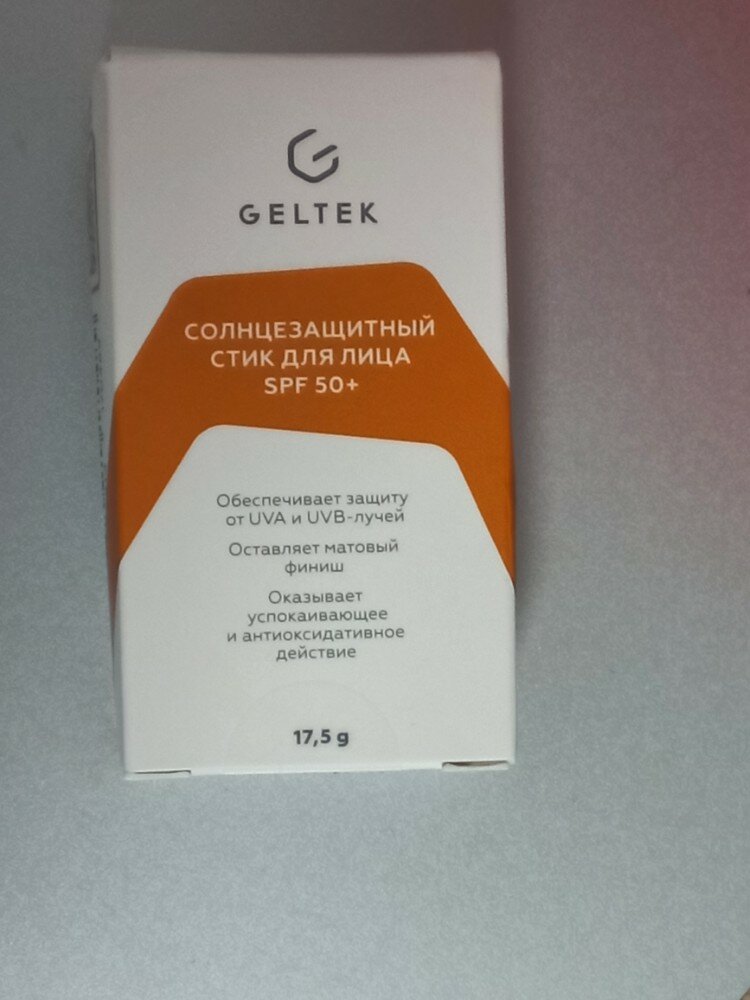 GELTEK
СОЛНЦЕЗАЩИТНЫЙ
СТИК ДЛЯ ЛИЦА
SPF 50+
Обеспечивает защиту
от UVA и UVB-лучей
Оставляет матовый
финиш
Оказывает
успокаивающее
и антиоксидативное
действие
17,5 g